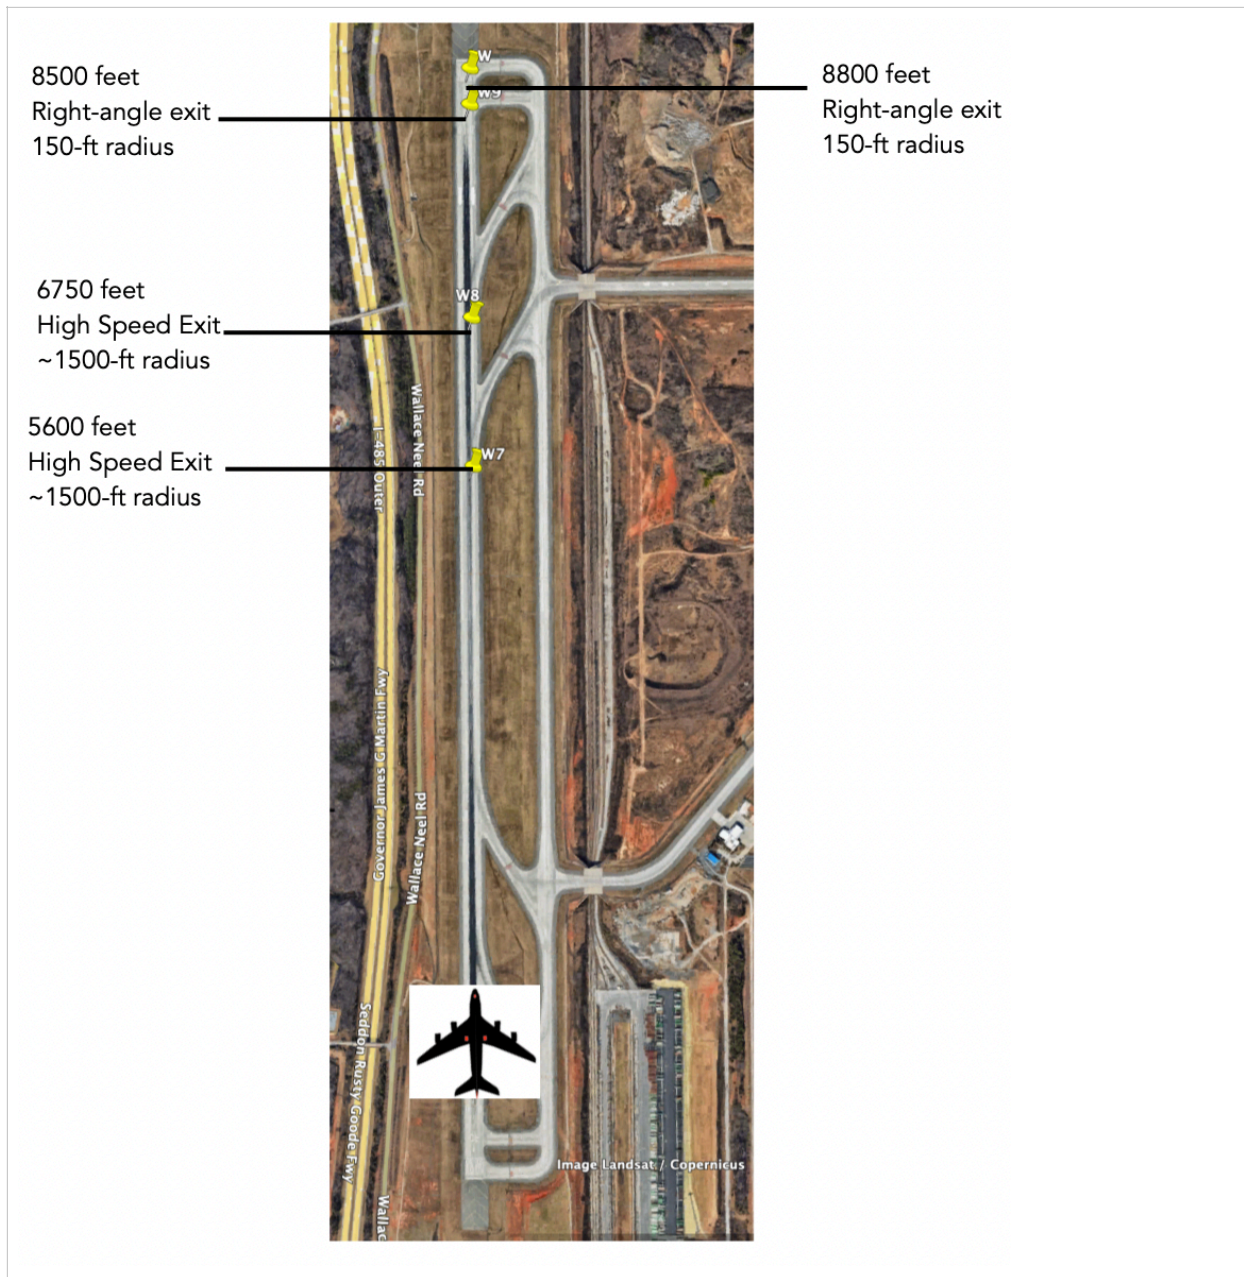 8500 feet
Right-angle exit
150-ft radius
8800 feet
Right-angle exit
150-ft radius
W
W9
6750 feet
High Speed Exit
~1500-ft radius
W8
5600 feet
High Speed Exit
~1500-ft radius
W7
Wallace Neel Rd
I-485 Outer
Governor James G Martin Fwy
Wallace Neel Rd
Seddon Rusty Goode Fwy
Image Landsat / Copernicus
Wallac